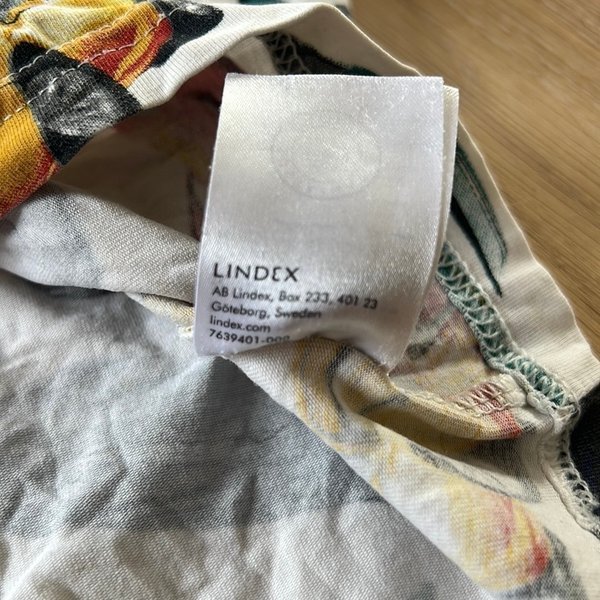 LINDEX
AB Lindex, Box 233, 401 23
Göteborg, Sweden
lindex.com